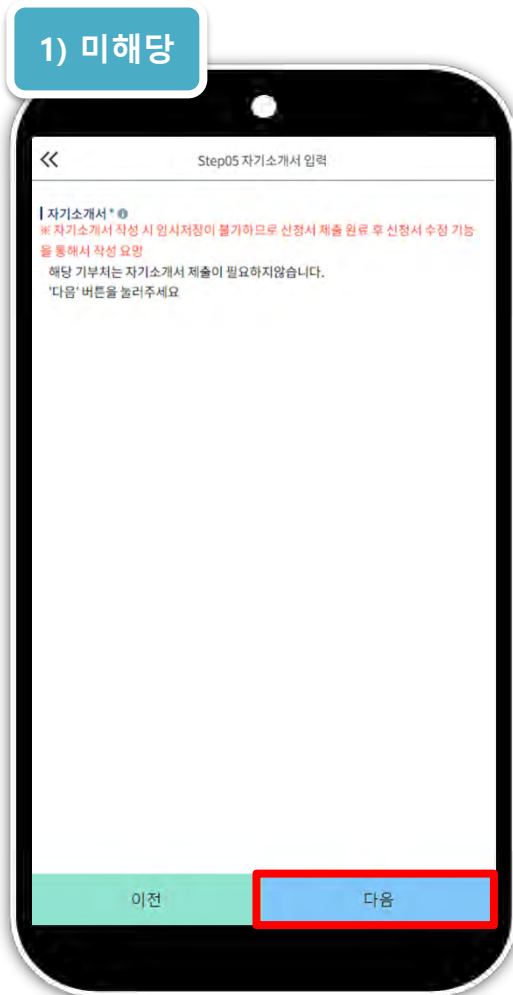 1) 미해당
Step05 자기소개서 입력
자기소개서 *
※ 자기소개서 작성 시 임시저장이 불가하므로 신청서 제출 완료 후 신청서 수정 기능
을 통해서 작성 요망
해당 기부처는 자기소개서 제출이 필요하지않습니다.
'다음' 버튼을 눌러주세요
이전
다음